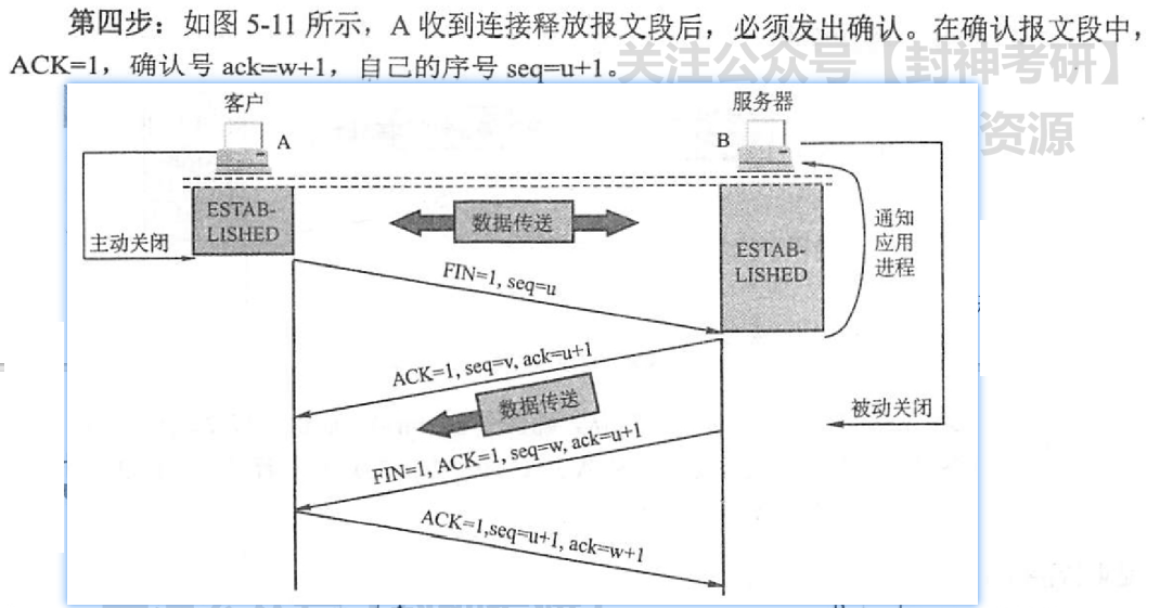 第四步：如图 5-11 所示，A 收到连接释放报文段后，必须发出确认。在确认报文段中，
ACK=1，确认号 ack=w+1，自己的序号 seq=u+1。
关注公众号【封神考研】
资源
客户
服务器
A
B
ESTAB-
LISHED
数据传送
主动关闭
ESTAB-
LISHED
通知
应用
进程
FIN=1, seq=u
ACK=1, seq=v, ack=u+1
数据传送
被动关闭
FIN=1, ACK=1, seq=w, ack=u+1
ACK=1,seq=u+1, ack=w+1